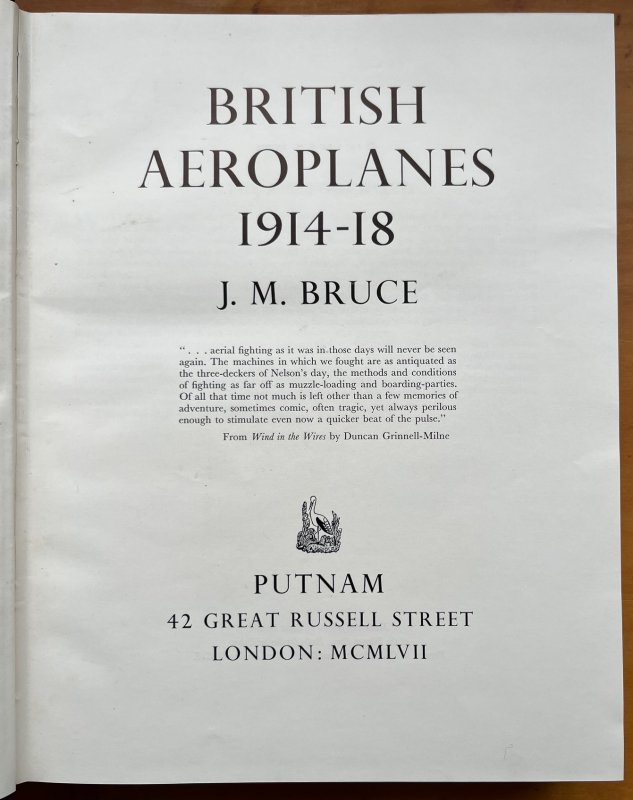 BRITISH
AEROPLANES
1914-18
J. M. BRUCE
“. . . aerial fighting as it was in those days will never be seen
again. The machines in which we fought are as antiquated as
the three-deckers of Nelson’s day, the methods and conditions
of fighting as far off as muzzle-loading and boarding-parties.
Of all that time not much is left other than a few memories of
adventure, sometimes comic, often tragic, yet always perilous
enough to stimulate even now a quicker beat of the pulse.”
From Wind in the Wires by Duncan Grinnell-Milne
PUTNAM
42 GREAT RUSSELL STREET
LONDON: MCMLVII